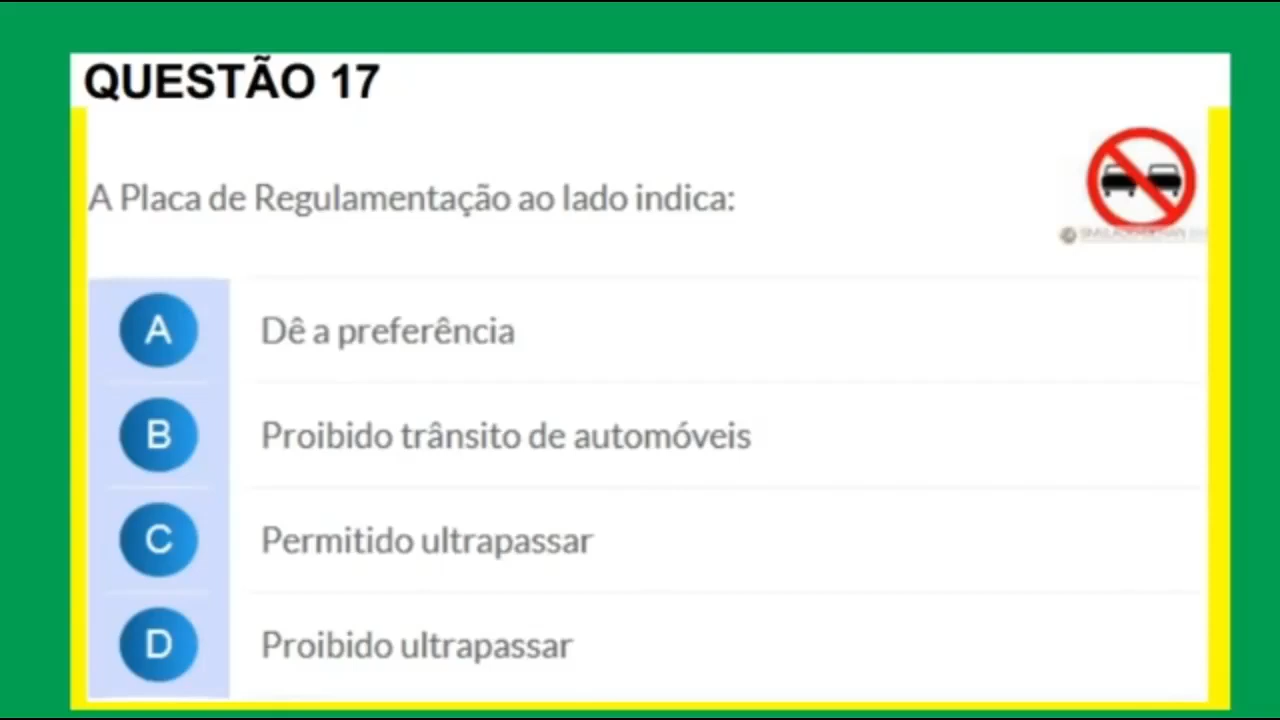 QUESTÃO 17
A Placa de Regulamentação ao lado indica:
A Dê a preferência
B Proibido trânsito de automóveis
C Permitido ultrapassar
D Proibido ultrapassar